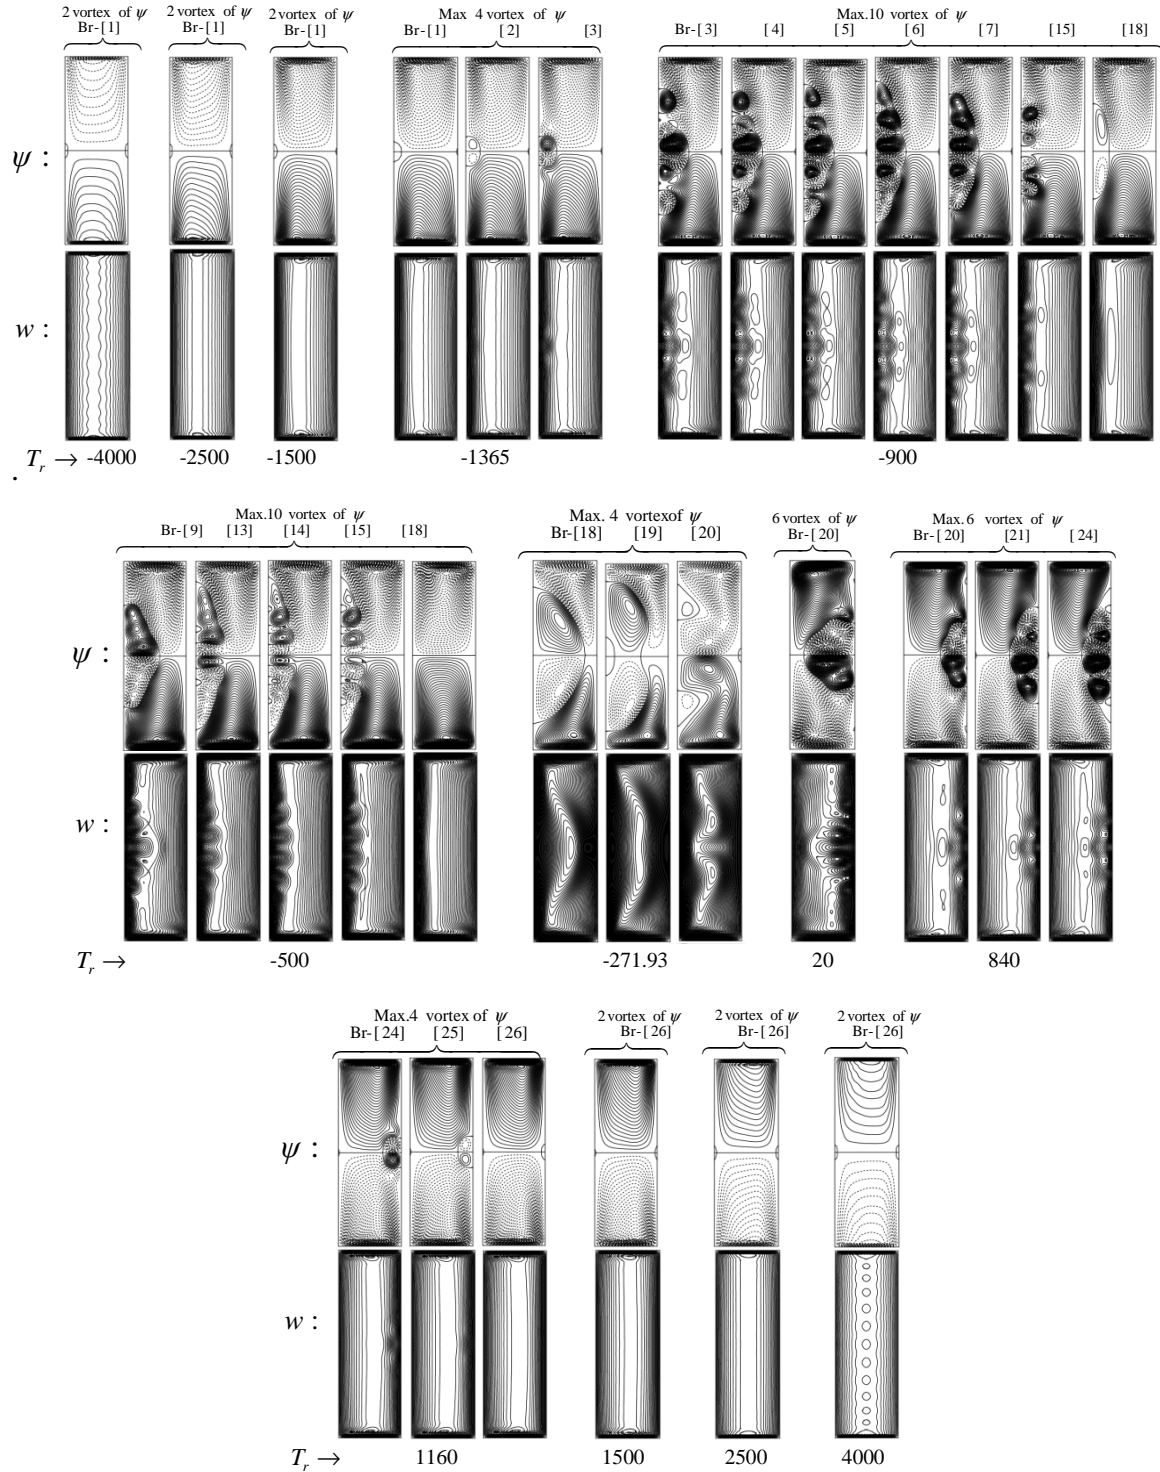 2 vortex of ψ
Br-[1]
2 vortex of ψ
Br-[1]
2 vortex of ψ
Br-[1]
Max 4 vortex of ψ
Br-[1] [2] [3]
Max.10 vortex of ψ
Br-[3] [4] [5] [6] [7] [15] [18]
ψ :
w :
T_r → -4000 -2500 -1500 -1365 -900
.
Max.10 vortex of ψ
Br-[9] [13] [14] [15] [18]
Max. 4 vortexof ψ
Br-[18] [19] [20]
6 vortex of ψ
Br-[20]
Max.6 vortex of ψ
Br-[20] [21] [24]
ψ :
w :
T_r → -500 -271.93 20 840
Max.4 vortex of ψ
Br-[24] [25] [26]
2 vortex of ψ
Br-[26]
2 vortex of ψ
Br-[26]
2 vortex of ψ
Br-[26]
ψ :
w :
T_r → 1160 1500 2500 4000